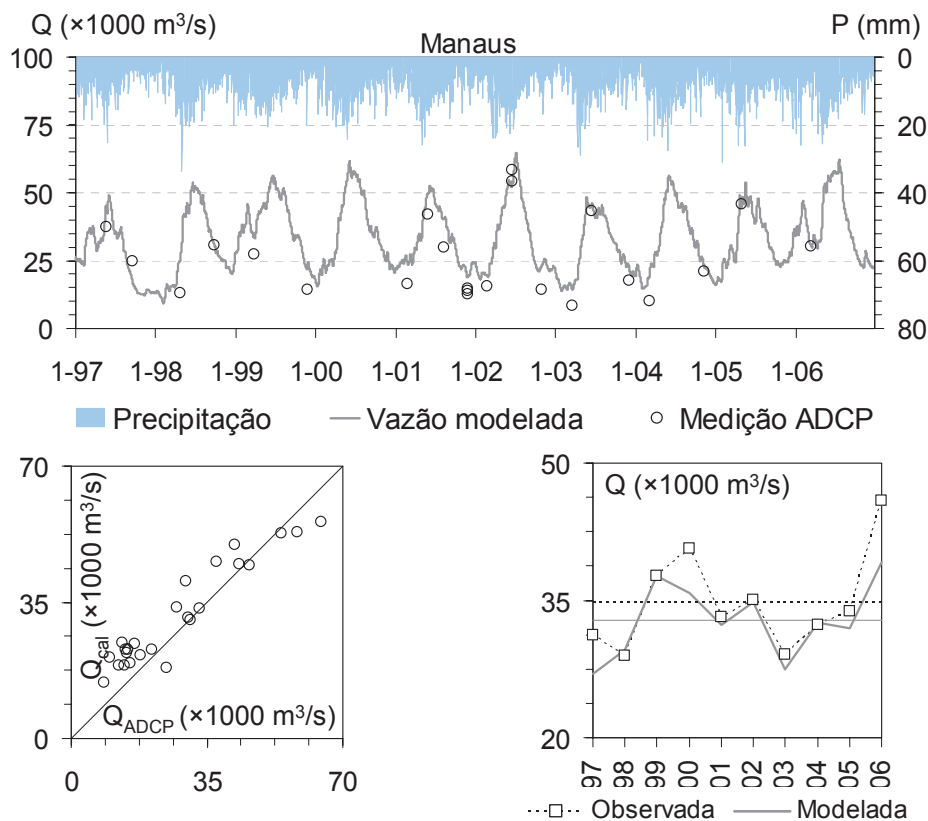 Q (×1000 m³/s) Manaus P (mm)
100 0
75 20
50 40
25 60
0 80
1-97 1-98 1-99 1-00 1-01 1-02 1-03 1-04 1-05 1-06
Precipitação Vazão modelada Medição ADCP
70
35
0
Qcal (×1000 m³/s)
QADCP (×1000 m³/s)
0 35 70
50
35
20
Q (×1000 m³/s)
97 98 99 00 01 02 03 04 05 06
Observada Modelada